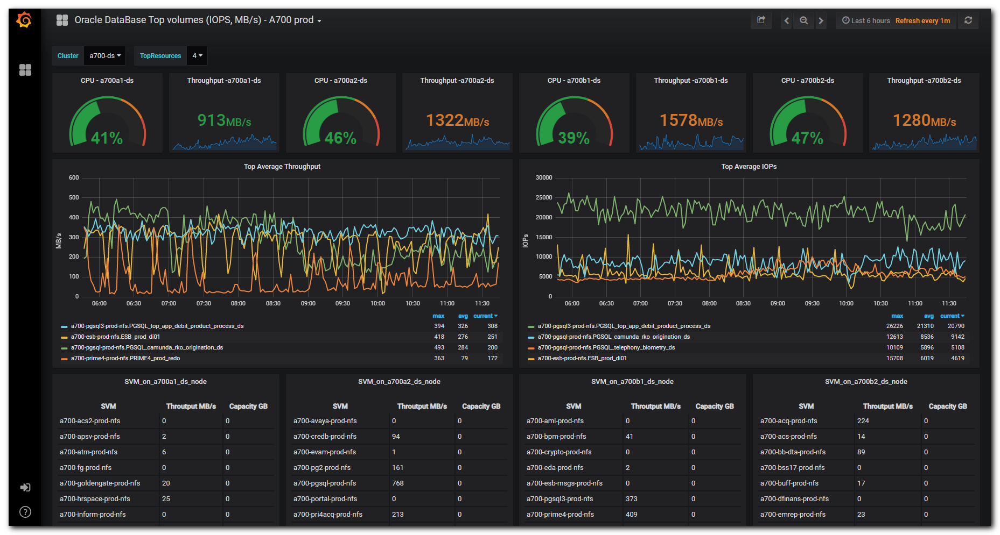 Oracle DataBase Top volumes (IOPS, MB/s) - A700 prod
Last 6 hours Refresh every 1m
Cluster a700-ds TopResources 4
CPU - a700a1-ds
41%
Throughput -a700a1-ds
913MB/s
CPU - a700a2-ds
46%
Throughput -a700a2-ds
1322MB/s
CPU - a700b1-ds
39%
Throughput -a700b1-ds
1578MB/s
CPU - a700b2-ds
47%
Throughput -a700b2-ds
1280MB/s
Top Average Throughput
MB/s
600
500
400
300
200
100
0
06:00 06:30 07:00 07:30 08:00 08:30 09:00 09:30 10:00 10:30 11:00 11:30
max avg current
a700-pgsql3-prod-nfs.PGSQL_top_app_debit_product_process_ds 394 326 308
a700-esb-prod-nfs.ESB_prod_di01 418 276 251
a700-pgsql-prod-nfs.PGSQL_camunda_rko_origination_ds 493 284 200
a700-prime4-prod-nfs.PRIME4_prod_redo 363 79 172
Top Average IOPs
IOPs
30000
25000
20000
15000
10000
5000
0
06:00 06:30 07:00 07:30 08:00 08:30 09:00 09:30 10:00 10:30 11:00 11:30
max avg current
a700-pgsql3-prod-nfs.PGSQL_top_app_debit_product_process_ds 26226 21310 20790
a700-pgsql-prod-nfs.PGSQL_camunda_rko_origination_ds 12613 8536 9142
a700-pgsql-prod-nfs.PGSQL_telephony_biometry_ds 10109 5896 5108
a700-esb-prod-nfs.ESB_prod_di01 15708 6019 4619
SVM_on_a700a1_ds_node
SVM Throutput MB/s Capacity GB
a700-acs2-prod-nfs 0 0
a700-apsv-prod-nfs 2 0
a700-atm-prod-nfs 6 0
a700-fg-prod-nfs 0 0
a700-goldengate-prod-nfs 20 0
a700-hrspace-prod-nfs 25 0
a700-inform-prod-nfs 0 0
SVM_on_a700a2_ds_node
SVM Throutput MB/s Capacity GB
a700-avaya-prod-nfs 0 0
a700-credb-prod-nfs 94 0
a700-evam-prod-nfs 1 0
a700-pg2-prod-nfs 161 0
a700-pgsql-prod-nfs 768 0
a700-portal-prod-nfs 0 0
a700-pri4acq-prod-nfs 213 0
SVM_on_a700b1_ds_node
SVM Throutput MB/s Capacity GB
a700-aml-prod-nfs 0 0
a700-bpm-prod-nfs 41 0
a700-crypto-prod-nfs 0 0
a700-eda-prod-nfs 2 0
a700-esb-msgs-prod-nfs 0 0
a700-pgsql3-prod-nfs 373 0
a700-prime4-prod-nfs 409 0
SVM_on_a700b2_ds_node
SVM Throutput MB/s Capacity GB
a700-acq-prod-nfs 224 0
a700-acs-prod-nfs 14 0
a700-bb-dta-prod-nfs 89 0
a700-bss17-prod-nfs 0 0
a700-buff-prod-nfs 17 0
a700-dfinans-prod-nfs 0 0
a700-emrep-prod-nfs 23 0